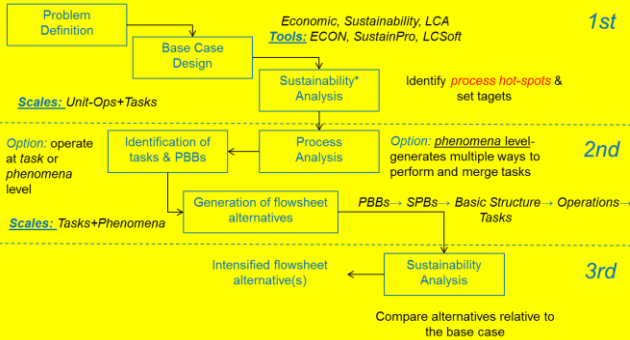 Problem
Definition
Economic, Sustainability, LCA
Tools: ECON, SustainPro, LCSoft
1st
Base Case
Design
Sustainability*
Analysis
Identify process hot-spots &
set tagets
Scales: Unit-Ops+Tasks
Option: operate
at task or
phenomena
level
Identification of
tasks & PBBs
Process
Analysis
Option: phenomena level-
generates multiple ways to
perform and merge tasks
2nd
Generation of flowsheet
alternatives
PBBs→ SPBs→ Basic Structure→ Operations→
Tasks
Scales: Tasks+Phenomena
Intensified flowsheet
alternative(s)
Sustainability
Analysis
3rd
Compare alternatives relative to
the base case